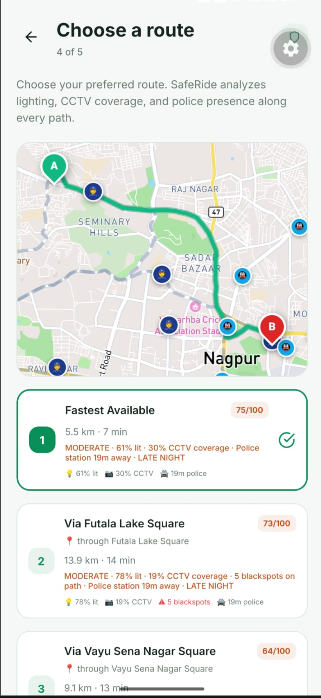 Choose a route
4 of 5
Choose your preferred route. SafeRide analyzes
lighting, CCTV coverage, and police presence along
every path.
A
RAJ NAGAR
47
SEMINARY
HILLS
SADAR
BAZAAR
ary
B
MO
Nagpur
Road
Fastest Available
75/100
1
5.5 km · 7 min
MODERATE · 61% lit · 30% CCTV coverage · Police
station 19m away · LATE NIGHT
61% lit 30% CCTV 19m police
Via Futala Lake Square
73/100
through Futala Lake Square
2
13.9 km · 14 min
MODERATE · 78% lit · 19% CCTV coverage · 5 blackspots on
path · Police station 19m away · LATE NIGHT
78% lit 19% CCTV 5 blackspots 19m police
Via Vayu Sena Nagar Square
64/100
through Vayu Sena Nagar Square
3
9.1 km · 13 min